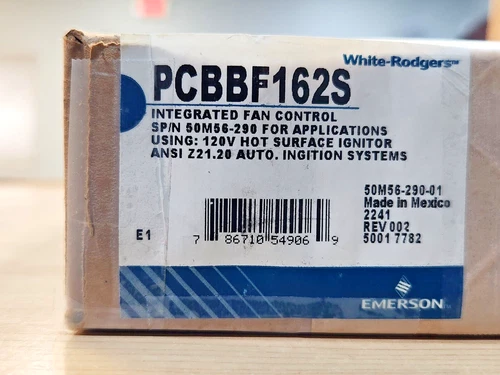 White-Rodgers™
PCBBF162S
INTEGRATED FAN CONTROL
SP/N 50M56-290 FOR APPLICATIONS
USING: 120V HOT SURFACE IGNITOR
ANSI Z21.20 AUTO. INGITION SYSTEMS
50M56-290-01
Made in Mexico
2241
REV 002
5001 7782
E1
7 86710 54906 9
EMERSON